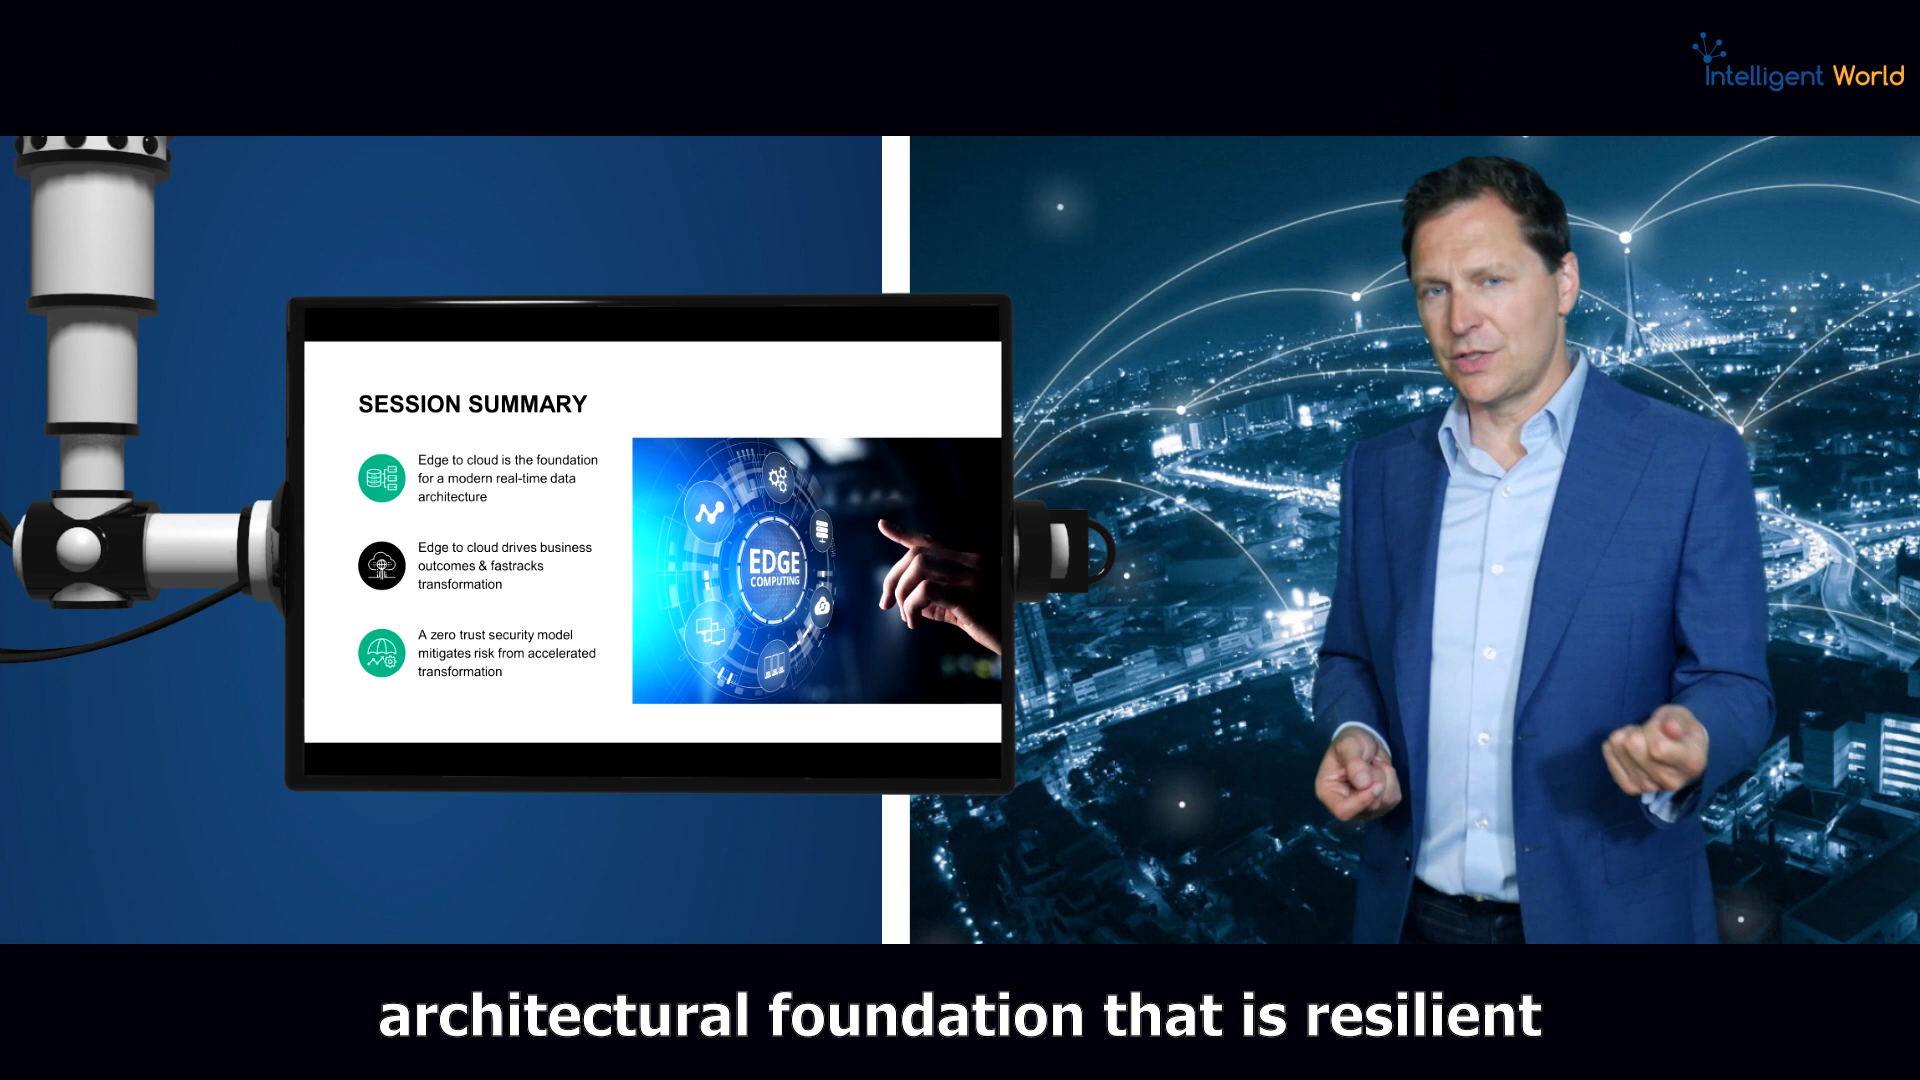 Intelligent World
SESSION SUMMARY
Edge to cloud is the foundation
for a modern real-time data
architecture
Edge to cloud drives business
outcomes & fastracks
transformation
A zero trust security model
mitigates risk from accelerated
transformation
EDGE
COMPUTING
architectural foundation that is resilient